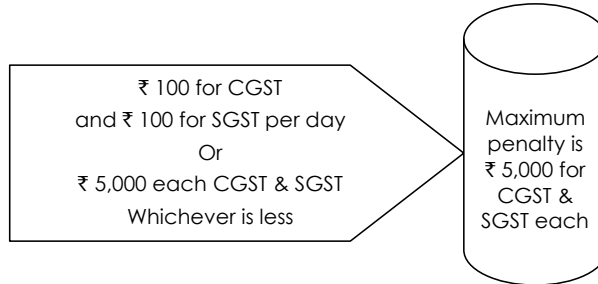 ₹ 100 for CGST
and ₹ 100 for SGST per day
Or
₹ 5,000 each CGST & SGST
Whichever is less
Maximum
penalty is
₹ 5,000 for
CGST &
SGST each